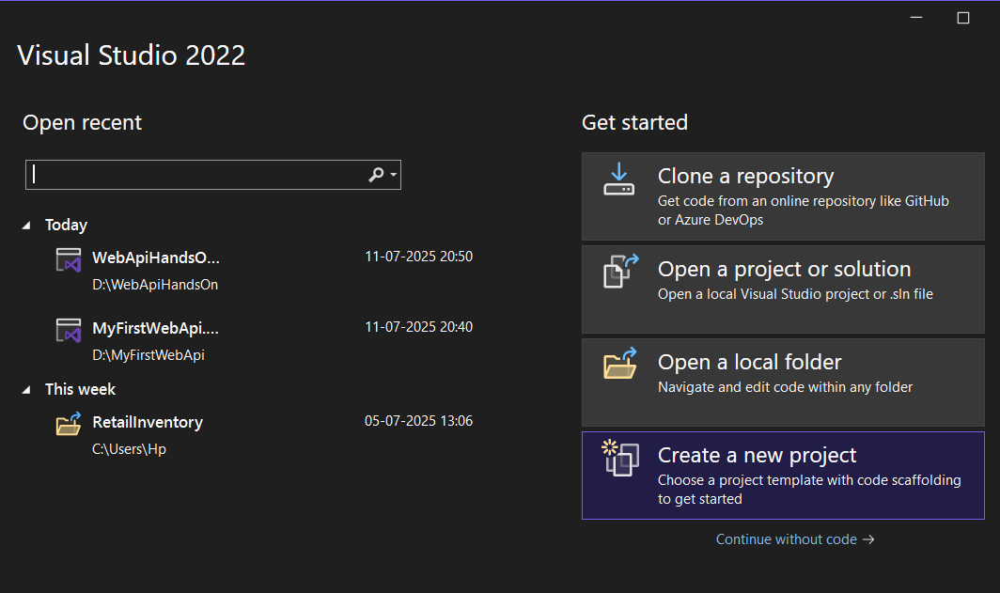 Visual Studio 2022
Open recent
Today
WebApiHandsO... 11-07-2025 20:50
D:\WebApiHandsOn
MyFirstWebApi.... 11-07-2025 20:40
D:\MyFirstWebApi
This week
RetailInventory 05-07-2025 13:06
C:\Users\Hp
Get started
Clone a repository
Get code from an online repository like GitHub
or Azure DevOps
Open a project or solution
Open a local Visual Studio project or .sln file
Open a local folder
Navigate and edit code within any folder
Create a new project
Choose a project template with code scaffolding
to get started
Continue without code →